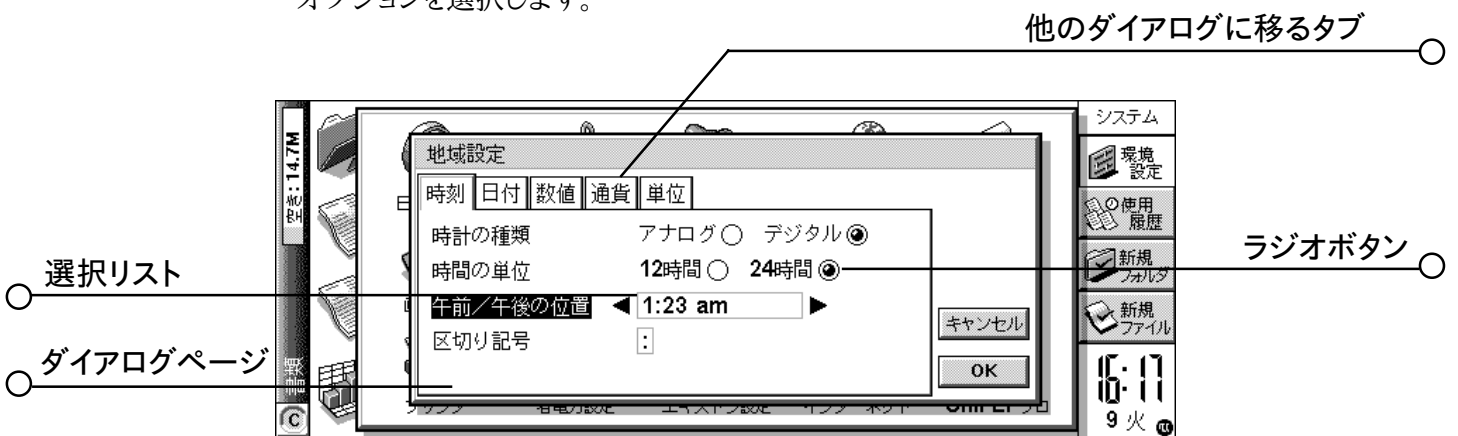 オプションを選択します。
他のダイアログに移るタブ
システム
空き:14.7M
地域設定
環境
設定
時刻 日付 数値 通貨 単位
使用
履歴
時計の種類 アナログ デジタル
ラジオボタン
選択リスト
時間の単位 12時間 24時間
新規
フォルダ
午前/午後の位置 1:23 am
新規
ファイル
キャンセル
区切り記号 :
ダイアログページ
書類
OK
16:17
省電力設定
9 火
C